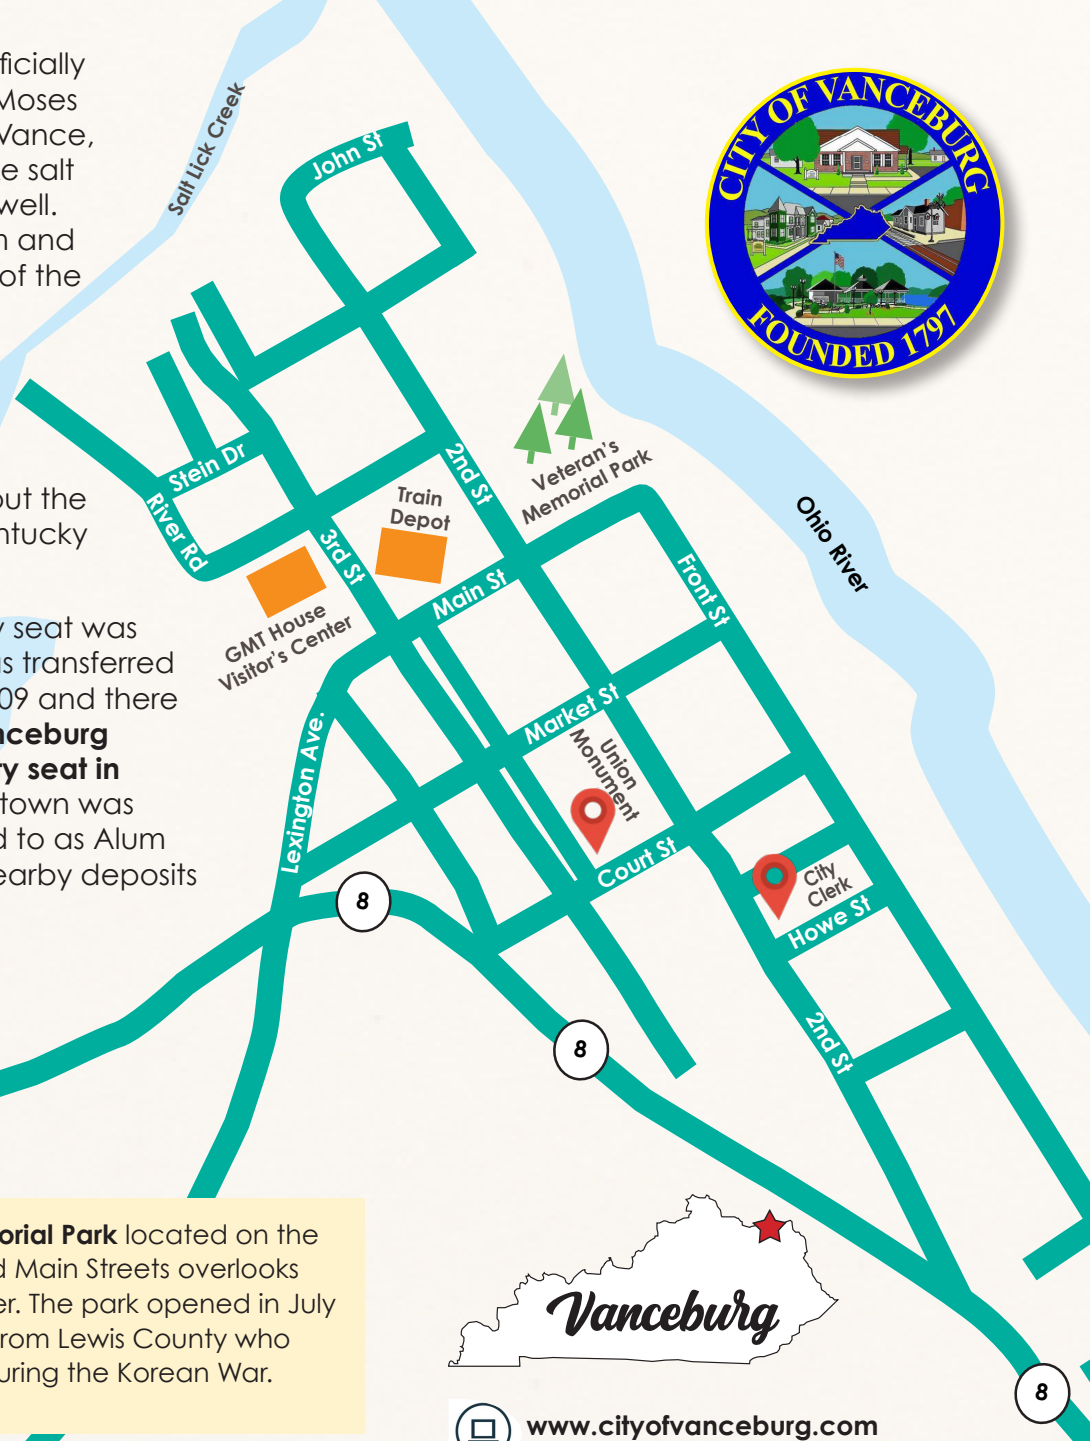 ficially
Moses
Vance,
e salt
well.
n and
of the
out the
ntucky
y seat was
s transferred
09 and there
nceburg
ry seat in
town was
d to as Alum
earby deposits
Salt Lick Creek
John St
CITY OF VANCEBURG
FOUNDED 1797
Stein Dr
River Rd
2nd St
Veteran's
Memorial Park
Train
Depot
3rd St
Main St
GMT House
Visitor's Center
Ohio River
Front St
Market St
Union
Monument
Lexington Ave.
Court St
City
Clerk
Howe St
8
8
2nd St
orial Park located on the
d Main Streets overlooks
er. The park opened in July
rom Lewis County who
uring the Korean War.
Vanceburg
8
www.cityofvanceburg.com